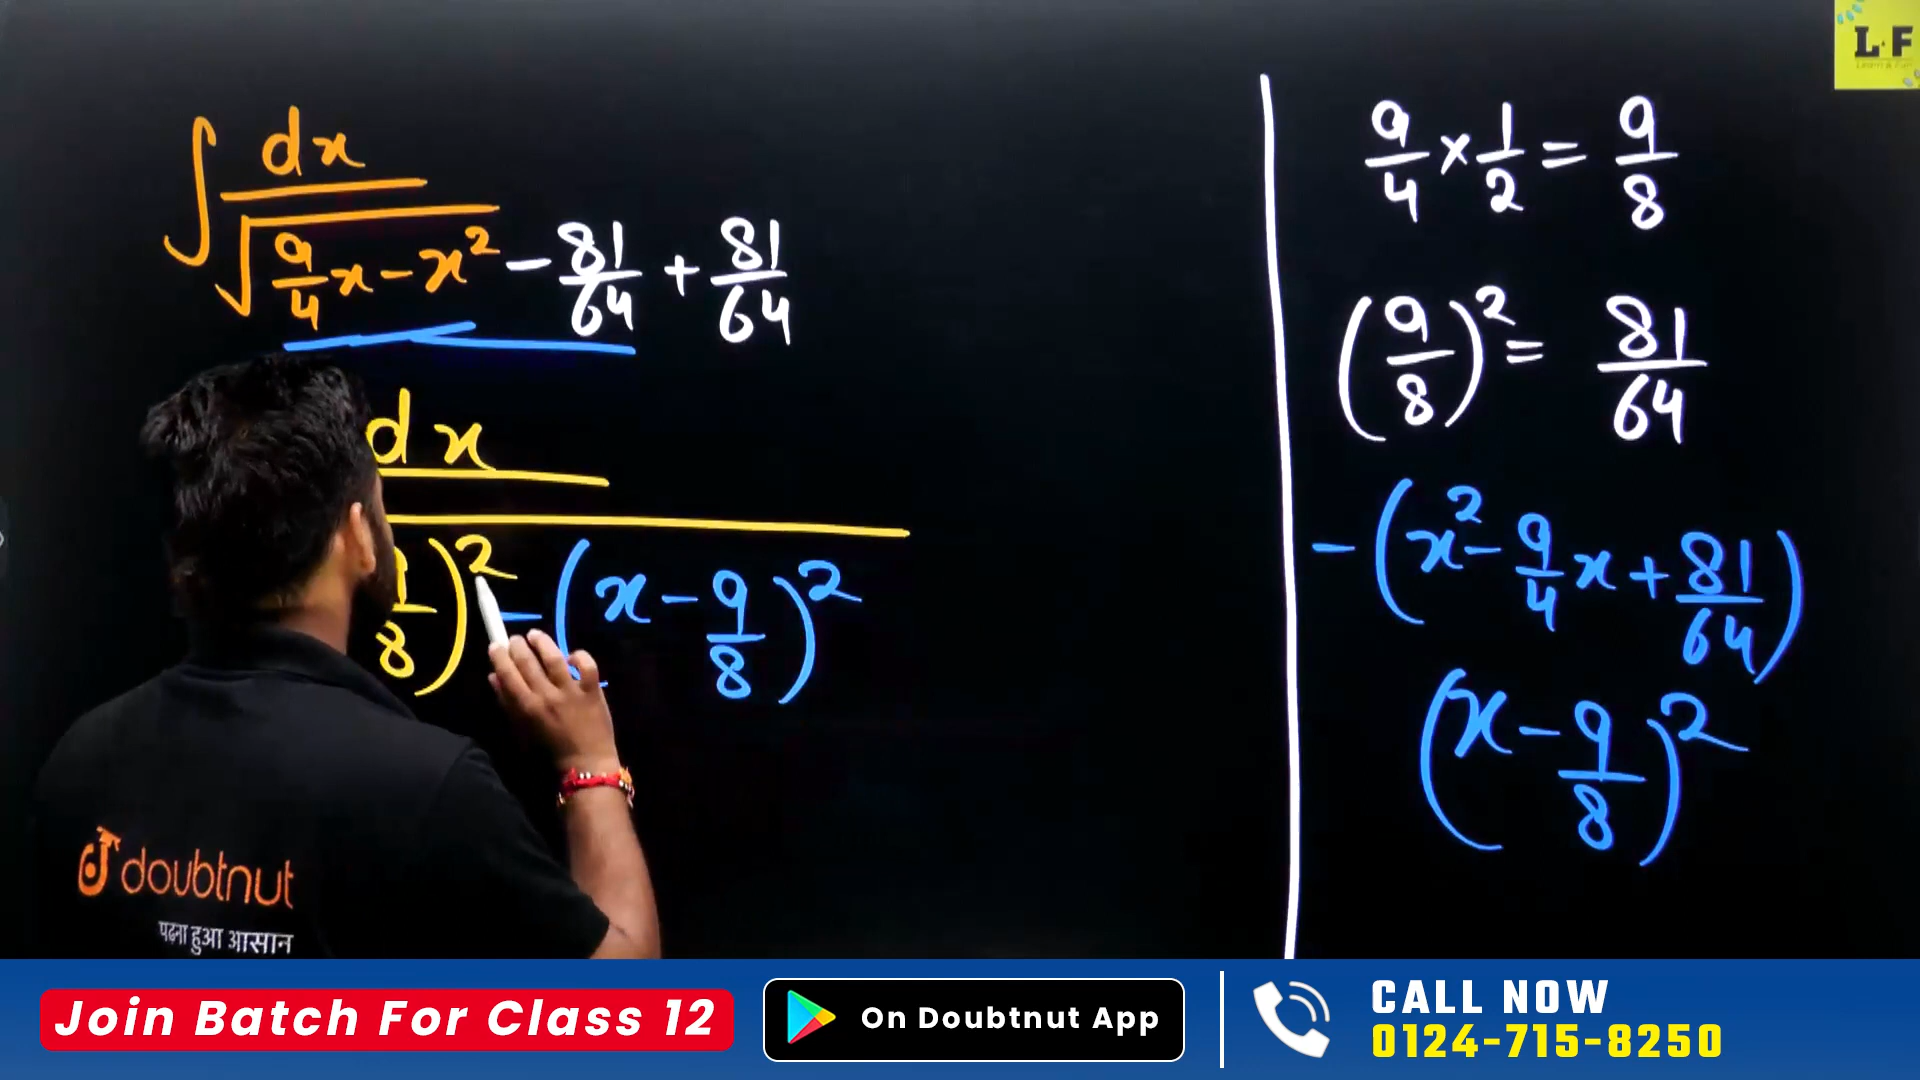 ∫ dx / √(9/4 x - x² - 81/64 + 81/64)
dx
8)² - (x - 9/8)²
9/4 × 1/2 = 9/8
(9/8)² = 81/64
- (x² - 9/4 x + 81/64)
(x - 9/8)²
L·F
doubtnut
पढ़ना हुआ आसान
Join Batch For Class 12
On Doubtnut App
CALL NOW
0124-715-8250